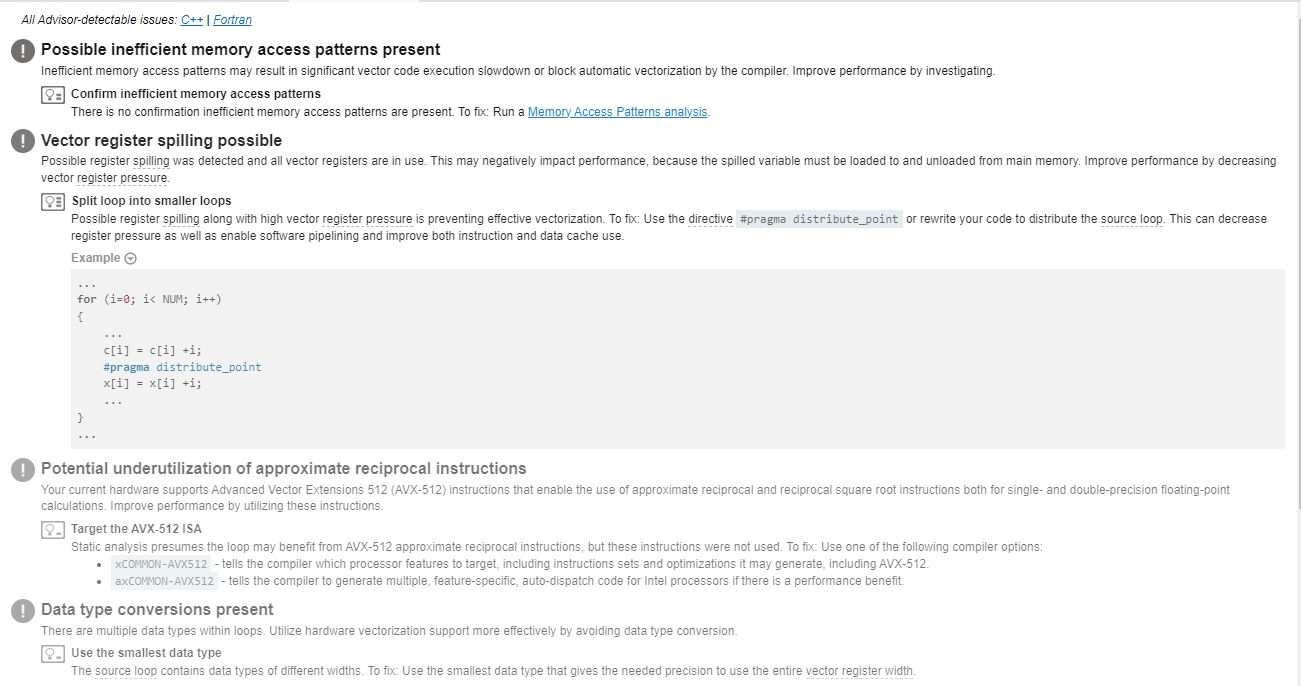 All Advisor-detectable issues: C++ | Fortran
Possible inefficient memory access patterns present
Inefficient memory access patterns may result in significant vector code execution slowdown or block automatic vectorization by the compiler. Improve performance by investigating.
Confirm inefficient memory access patterns
There is no confirmation inefficient memory access patterns are present. To fix: Run a Memory Access Patterns analysis.
Vector register spilling possible
Possible register spilling was detected and all vector registers are in use. This may negatively impact performance, because the spilled variable must be loaded to and unloaded from main memory. Improve performance by decreasing
vector register pressure.
Split loop into smaller loops
Possible register spilling along with high vector register pressure is preventing effective vectorization. To fix: Use the directive #pragma distribute_point or rewrite your code to distribute the source loop. This can decrease
register pressure as well as enable software pipelining and improve both instruction and data cache use.
Example
...
for (i=0; i< NUM; i++)
{
...
c[i] = c[i] +i;
#pragma distribute_point
x[i] = x[i] +i;
...
}
...
Potential underutilization of approximate reciprocal instructions
Your current hardware supports Advanced Vector Extensions 512 (AVX-512) instructions that enable the use of approximate reciprocal and reciprocal square root instructions both for single- and double-precision floating-point
calculations. Improve performance by utilizing these instructions.
Target the AVX-512 ISA
Static analysis presumes the loop may benefit from AVX-512 approximate reciprocal instructions, but these instructions were not used. To fix: Use one of the following compiler options:
• xCOMMON-AVX512 - tells the compiler which processor features to target, including instructions sets and optimizations it may generate, including AVX-512.
• axCOMMON-AVX512 - tells the compiler to generate multiple, feature-specific, auto-dispatch code for Intel processors if there is a performance benefit.
Data type conversions present
There are multiple data types within loops. Utilize hardware vectorization support more effectively by avoiding data type conversion.
Use the smallest data type
The source loop contains data types of different widths. To fix: Use the smallest data type that gives the needed precision to use the entire vector register width.